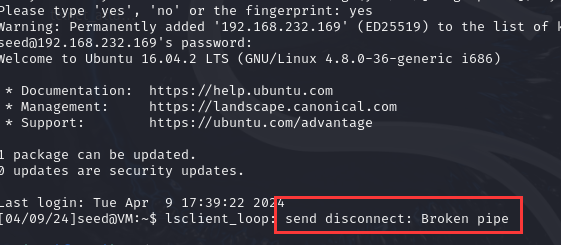 Please type 'yes', 'no' or the fingerprint: yes
Warning: Permanently added '192.168.232.169' (ED25519) to the list of k
seed@192.168.232.169's password:
Welcome to Ubuntu 16.04.2 LTS (GNU/Linux 4.8.0-36-generic i686)
* Documentation: https://help.ubuntu.com
* Management: https://landscape.canonical.com
* Support: https://ubuntu.com/advantage
1 package can be updated.
0 updates are security updates.
Last login: Tue Apr 9 17:39:22 2024
[04/09/24]seed@VM:~$ lsclient_loop: send disconnect: Broken pipe